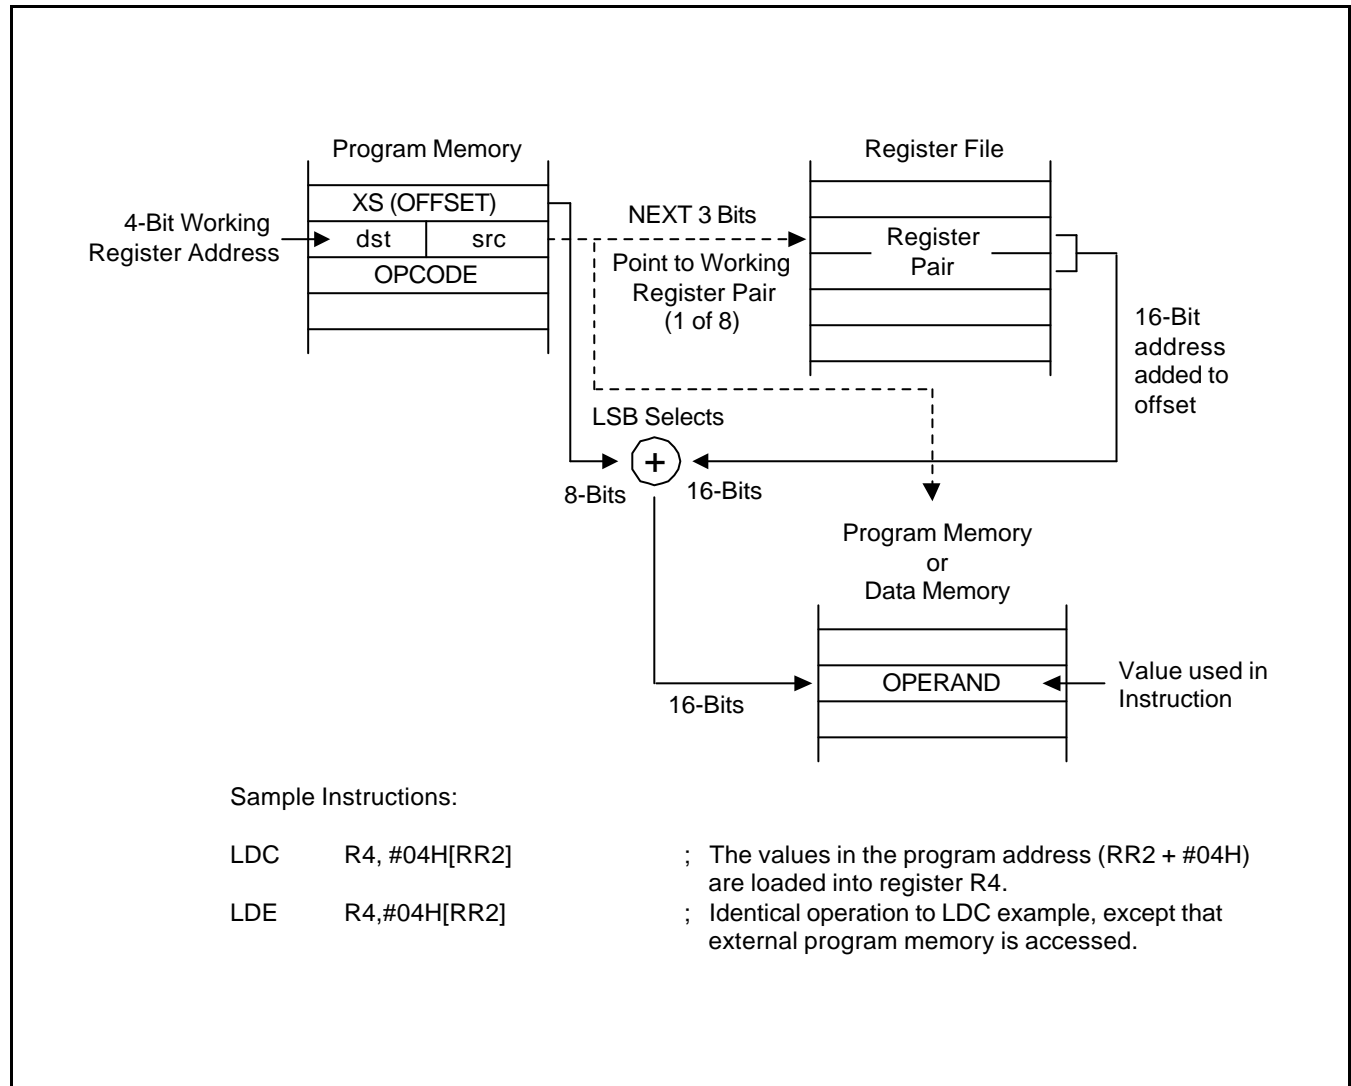 Program Memory
Register File
XS (OFFSET)
4-Bit Working
Register Address
dst
src
OPCODE
NEXT 3 Bits
Point to Working
Register Pair
(1 of 8)
Register
Pair
16-Bit
address
added to
offset
LSB Selects
+
8-Bits
16-Bits
Program Memory
or
Data Memory
16-Bits
OPERAND
Value used in
Instruction
Sample Instructions:
LDC R4, #04H[RR2] ; The values in the program address (RR2 + #04H)
are loaded into register R4.
LDE R4,#04H[RR2] ; Identical operation to LDC example, except that
external program memory is accessed.